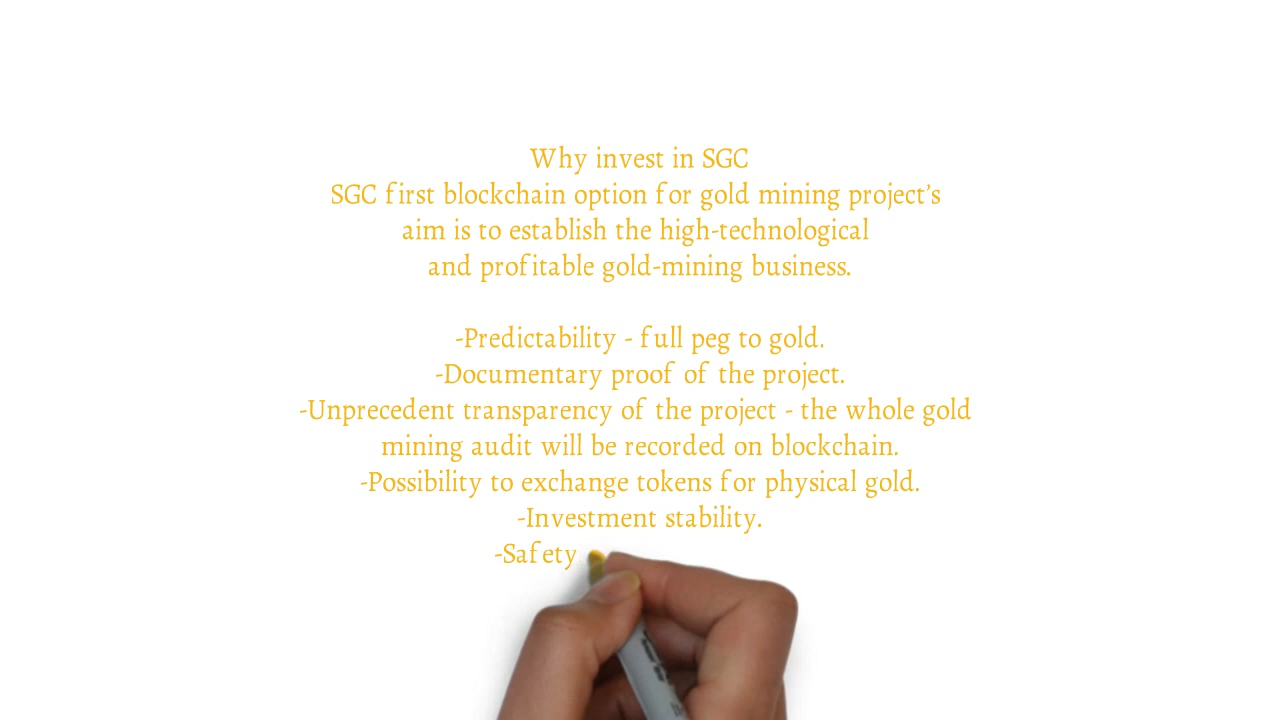 Why invest in SGC
SGC first blockchain option for gold mining project's
aim is to establish the high-technological
and profitable gold-mining business.
-Predictability - full peg to gold.
-Documentary proof of the project.
-Unprecedent transparency of the project - the whole gold
mining audit will be recorded on blockchain.
-Possibility to exchange tokens for physical gold.
-Investment stability.
-Safety